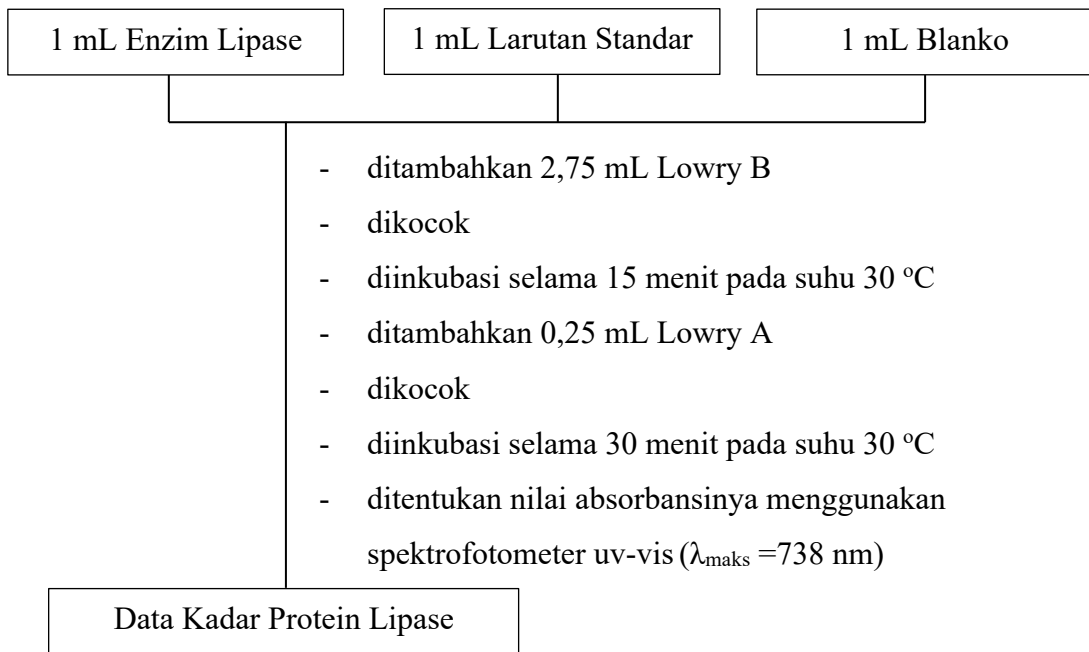 1 mL Enzim Lipase
1 mL Larutan Standar
1 mL Blanko
- ditambahkan 2,75 mL Lowry B
- dikocok
- diinkubasi selama 15 menit pada suhu 30 ᵒC
- ditambahkan 0,25 mL Lowry A
- dikocok
- diinkubasi selama 30 menit pada suhu 30 ᵒC
- ditentukan nilai absorbansinya menggunakan
spektrofotometer uv-vis (λmaks =738 nm)
Data Kadar Protein Lipase